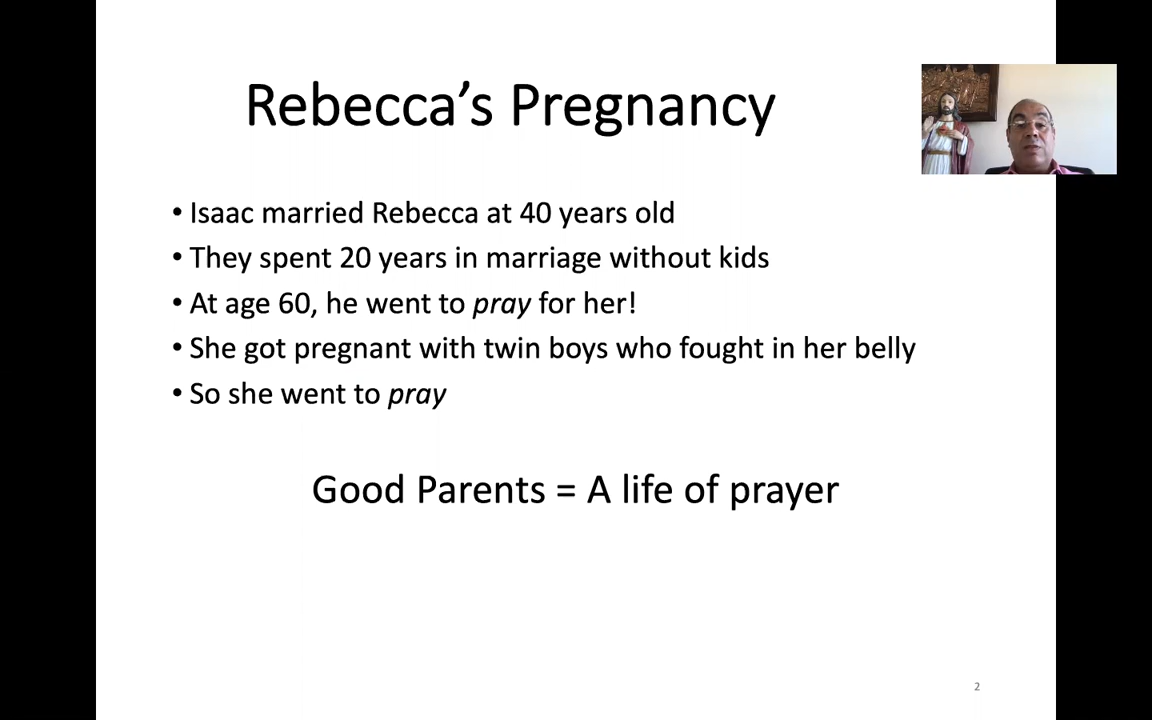 Rebecca’s Pregnancy
• Isaac married Rebecca at 40 years old
• They spent 20 years in marriage without kids
• At age 60, he went to pray for her!
• She got pregnant with twin boys who fought in her belly
• So she went to pray
Good Parents = A life of prayer
2